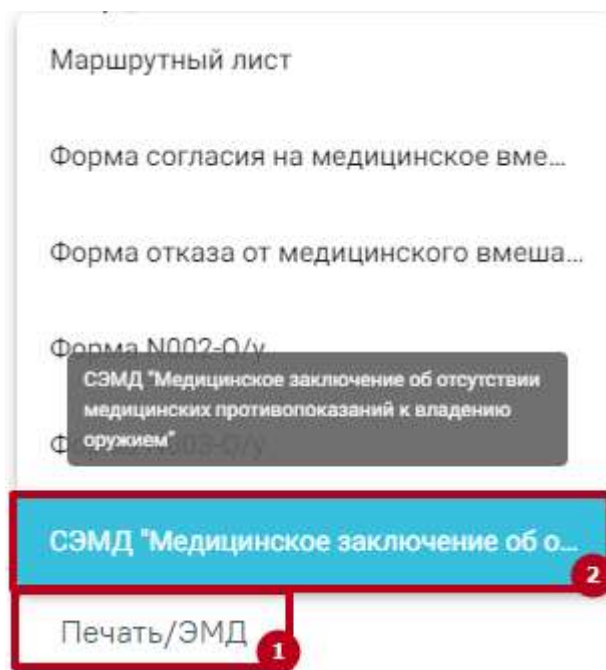 Маршрутный лист
Форма согласия на медицинское вме...
Форма отказа от медицинского вмеша...
Форма N002-О/у
СЭМД "Медицинское заключение об отсутствии
медицинских противопоказаний к владению
оружием"
СЭМД "Медицинское заключение об о...
2
Печать/ЭМД
1